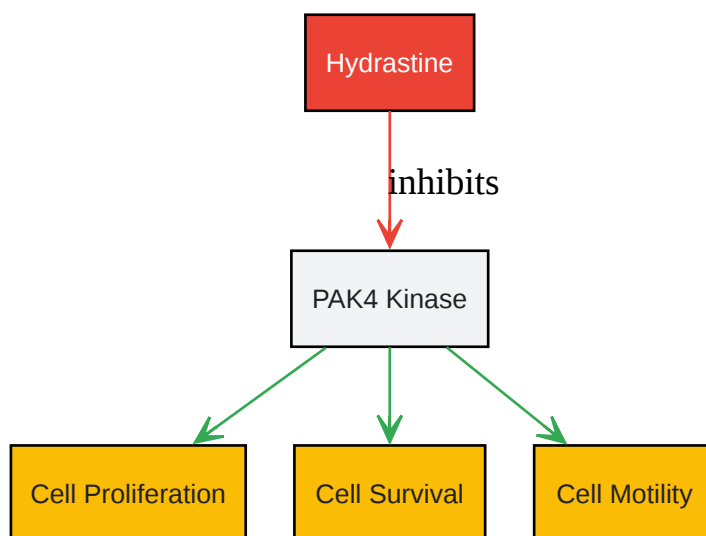 Hydrastine
inhibits
PAK4 Kinase
Cell Proliferation
Cell Survival
Cell Motility